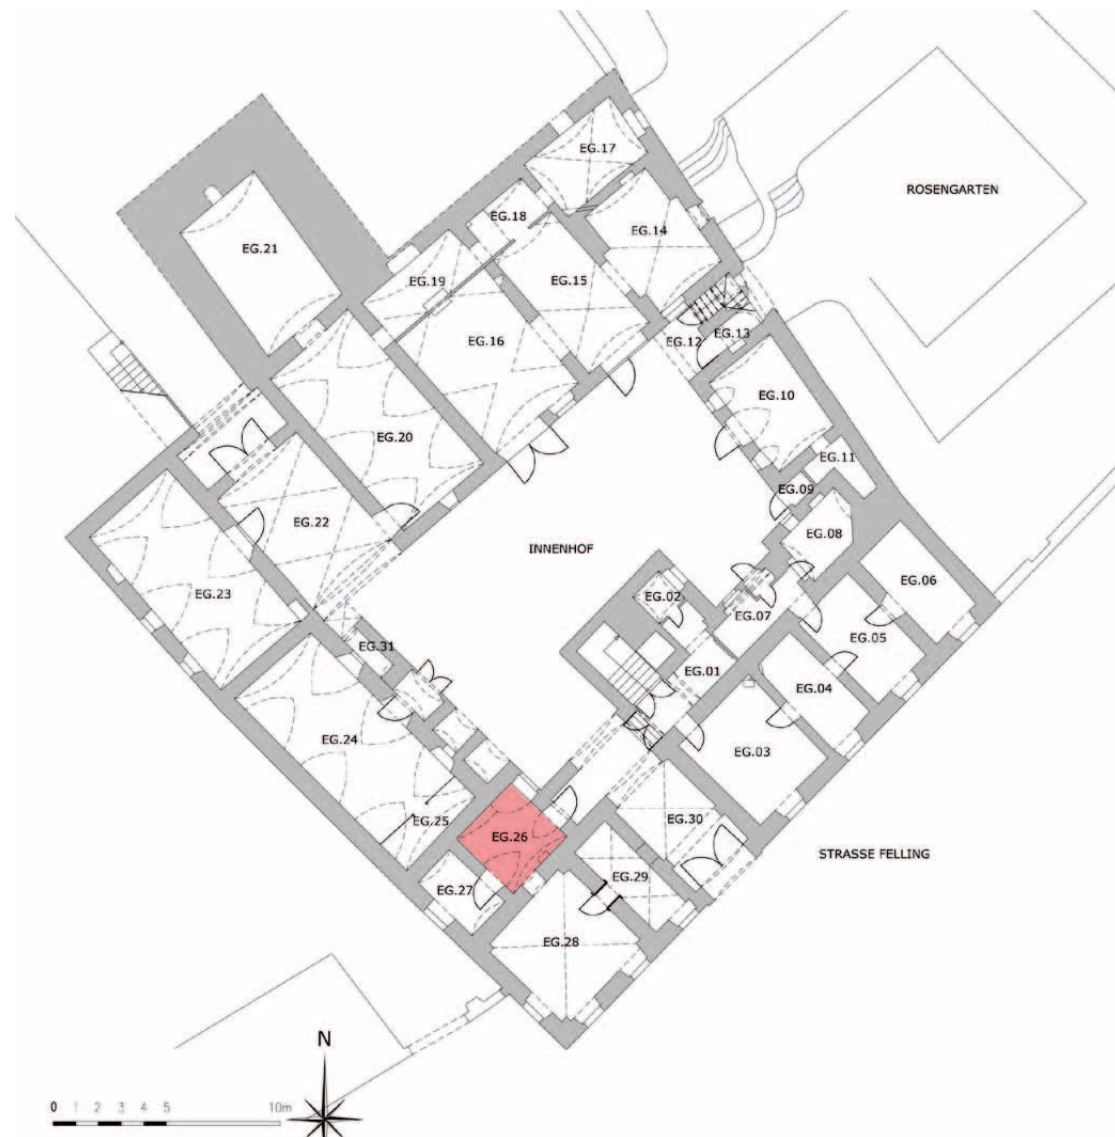 EG.17
ROSENGARTEN
EG.18
EG.14
EG.21
EG.19
EG.15
EG.16
EG.12
EG.13
EG.10
EG.20
EG.11
EG.09
EG.22
EG.08
INNENHOF
EG.06
EG.23
EG.02
EG.07
EG.05
EG.31
EG.01
EG.04
EG.24
EG.03
EG.25
EG.30
EG.26
STRASSE FELLING
EG.29
EG.27
EG.28
N
0 1 2 3 4 5 10m